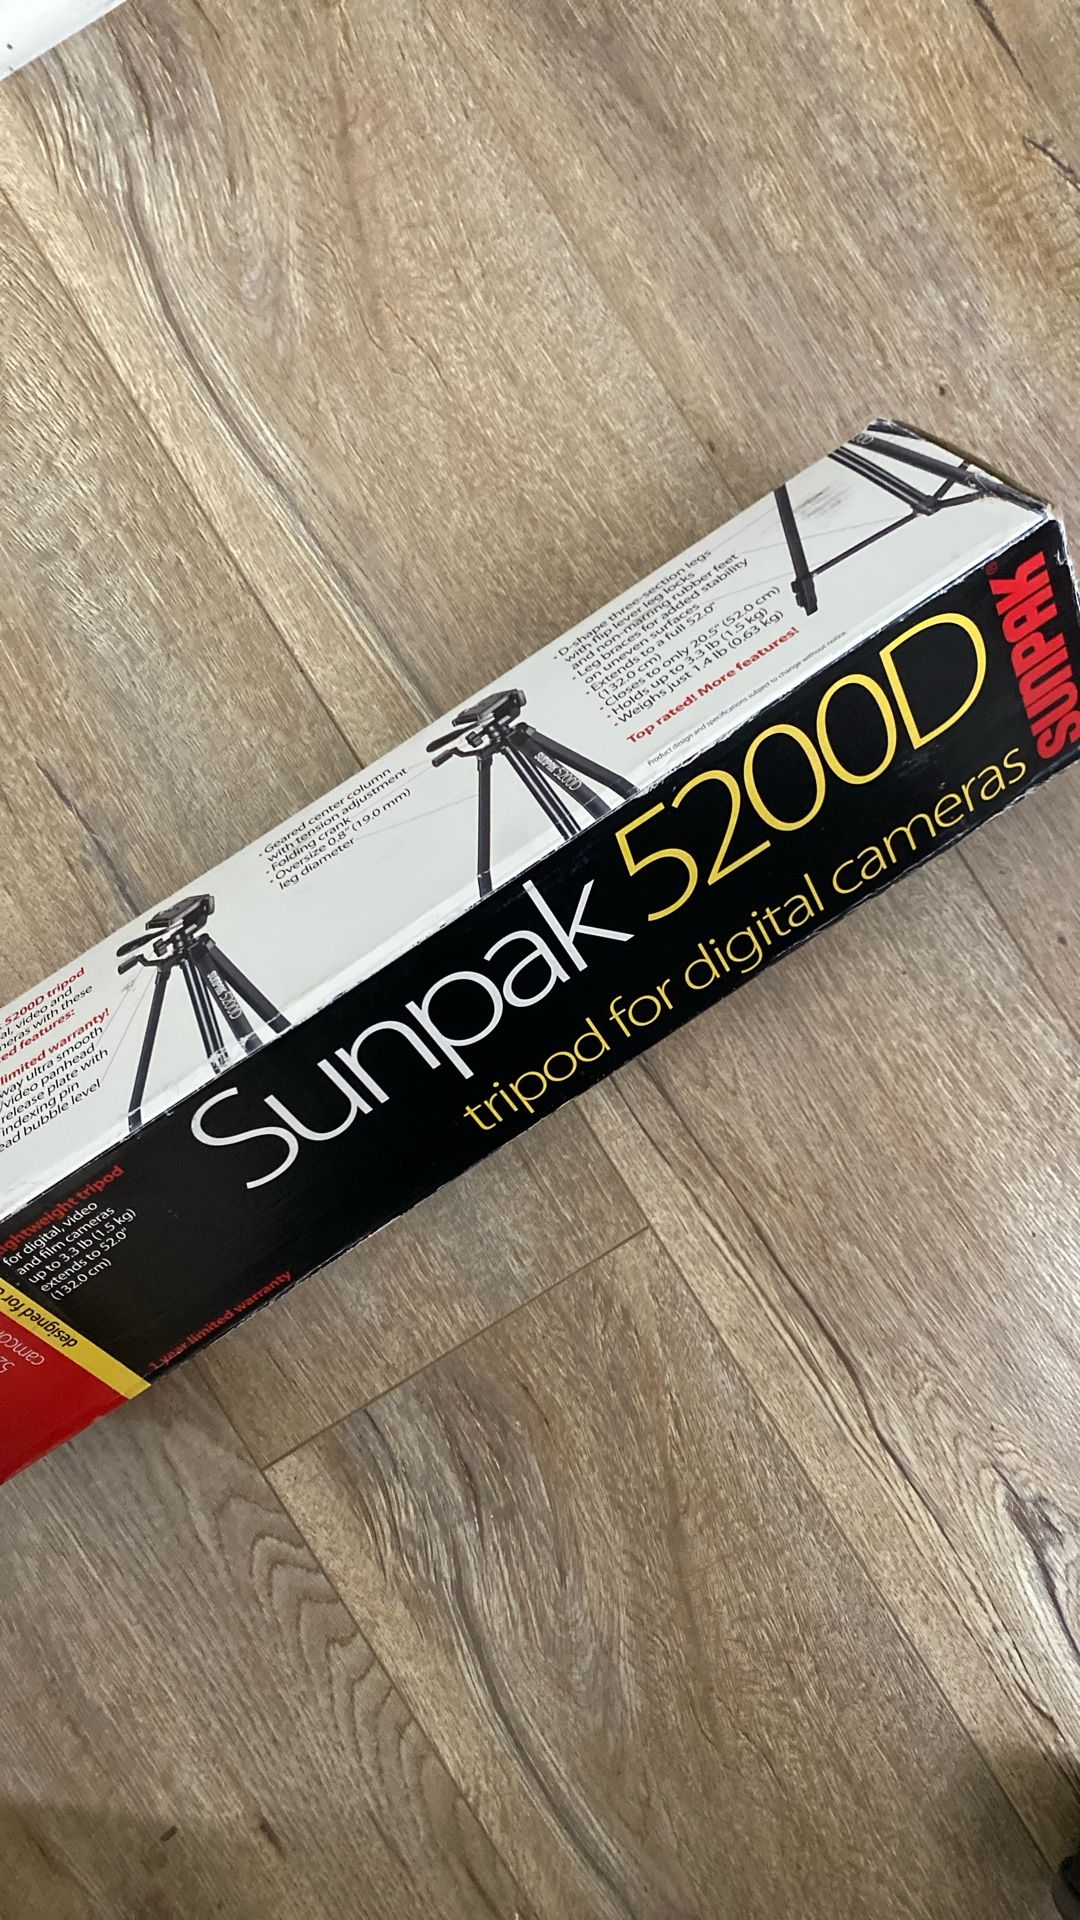 5200D tripod
video and
with these
features:
limited warranty!
way ultra smooth
/video panhead
release plate with
indexing pin
bubble level
SUNPAK 5200D
· Geared center column
with tension adjustment
· Folding crank
· Oversize 0.8" (19.0 mm)
leg diameter
SUNPAK 5200D
· D-shape three-section legs
with flip lever leg locks
and non-marring rubber feet
· Leg braces for added stability
on uneven surfaces
· Extends to a full 52.0"
(132.0 cm)
· Closes to only 20.5" (52.0 cm)
· Holds up to 3.3 lb (1.5 kg)
· Weighs just 1.4 lb (0.63 kg)
Top rated! More features!
Product design and specifications subject to change without notice.
Sunpak 5200D
tripod for digital cameras
SUNPAK®
lightweight tripod
for digital, video
and film cameras
up to 3.3 lb (1.5 kg)
extends to 52.0"
(132.0 cm)
1 year limited warranty
designed for